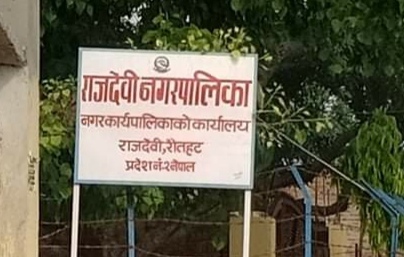 राजदेवी नगरपालिका
नगरकार्यपालिकाको कार्यालय
राजदेवी,रौतहट
प्रदेश नं.२ नेपाल